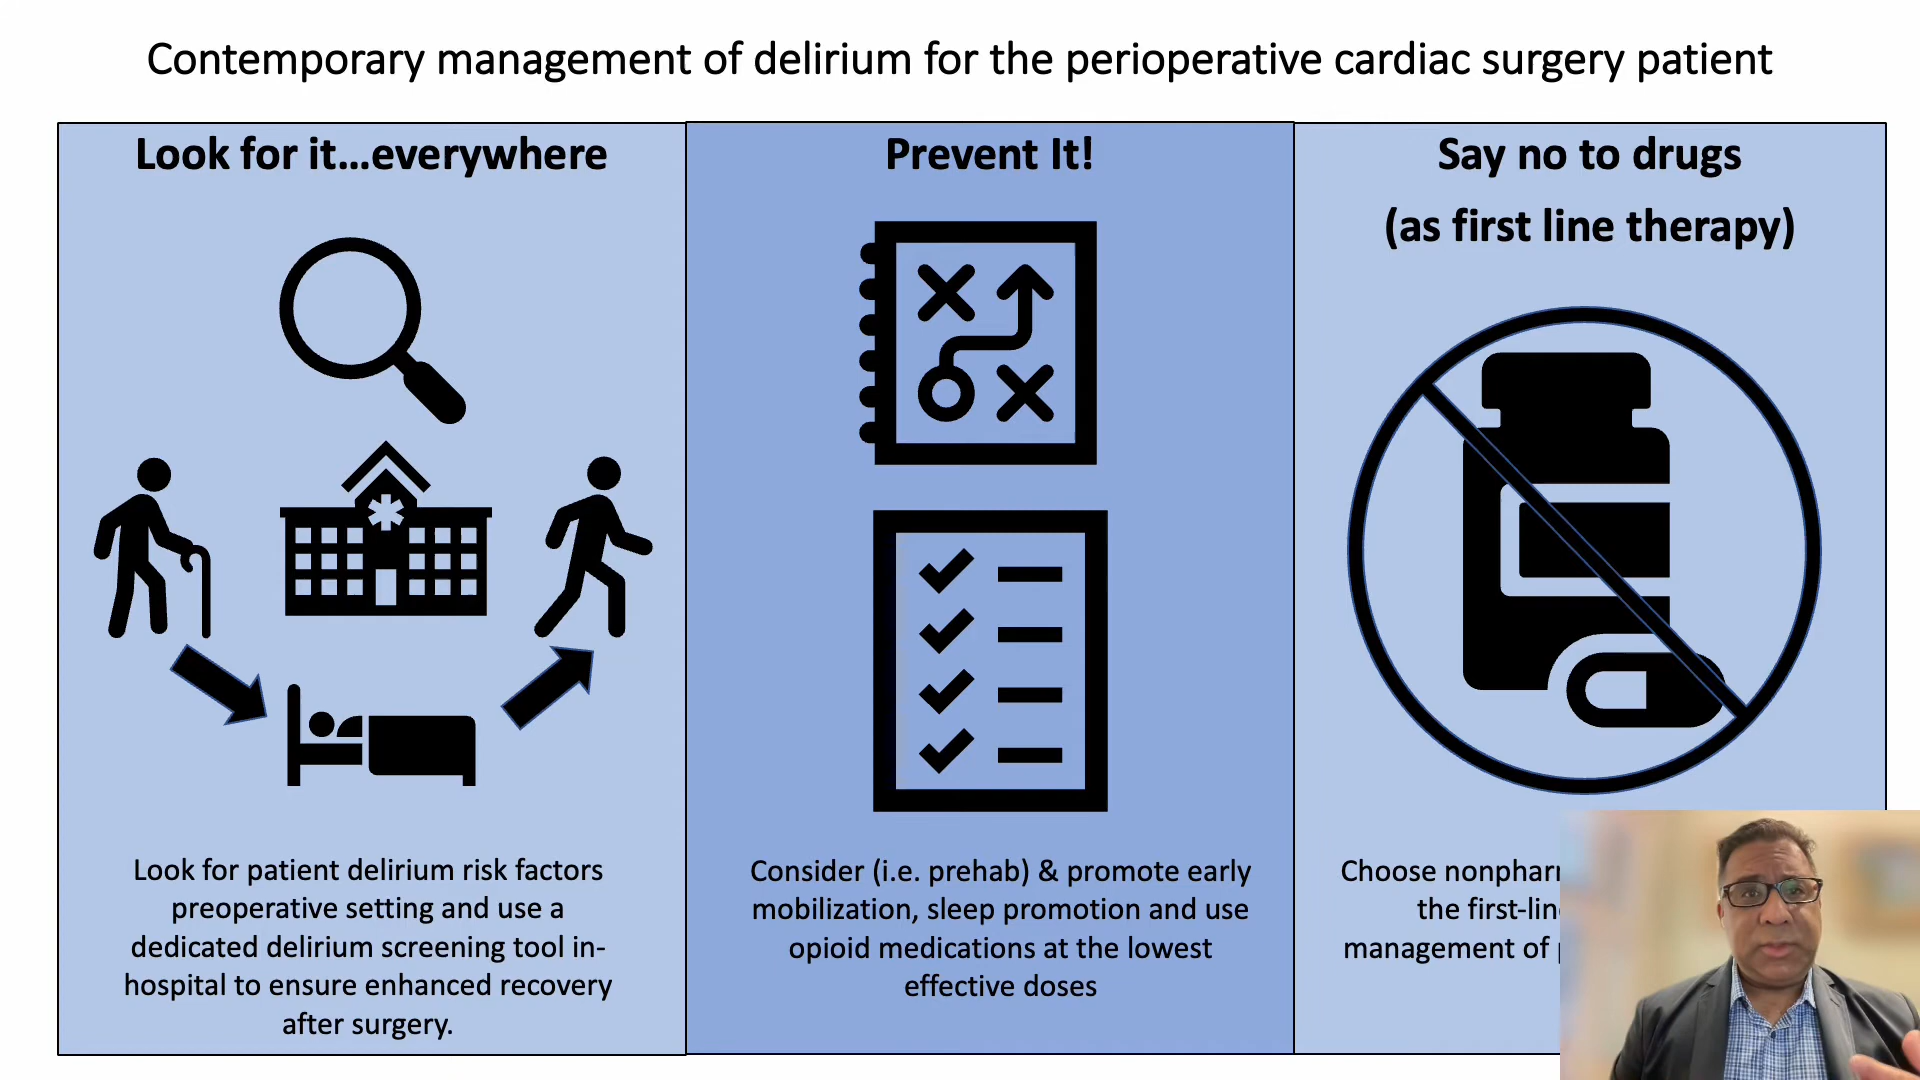 Contemporary management of delirium for the perioperative cardiac surgery patient
Look for it...everywhere
Look for patient delirium risk factors
preoperative setting and use a
dedicated delirium screening tool in-
hospital to ensure enhanced recovery
after surgery.
Prevent It!
Consider (i.e. prehab) & promote early
mobilization, sleep promotion and use
opioid medications at the lowest
effective doses
Say no to drugs
(as first line therapy)
Choose
the
management of